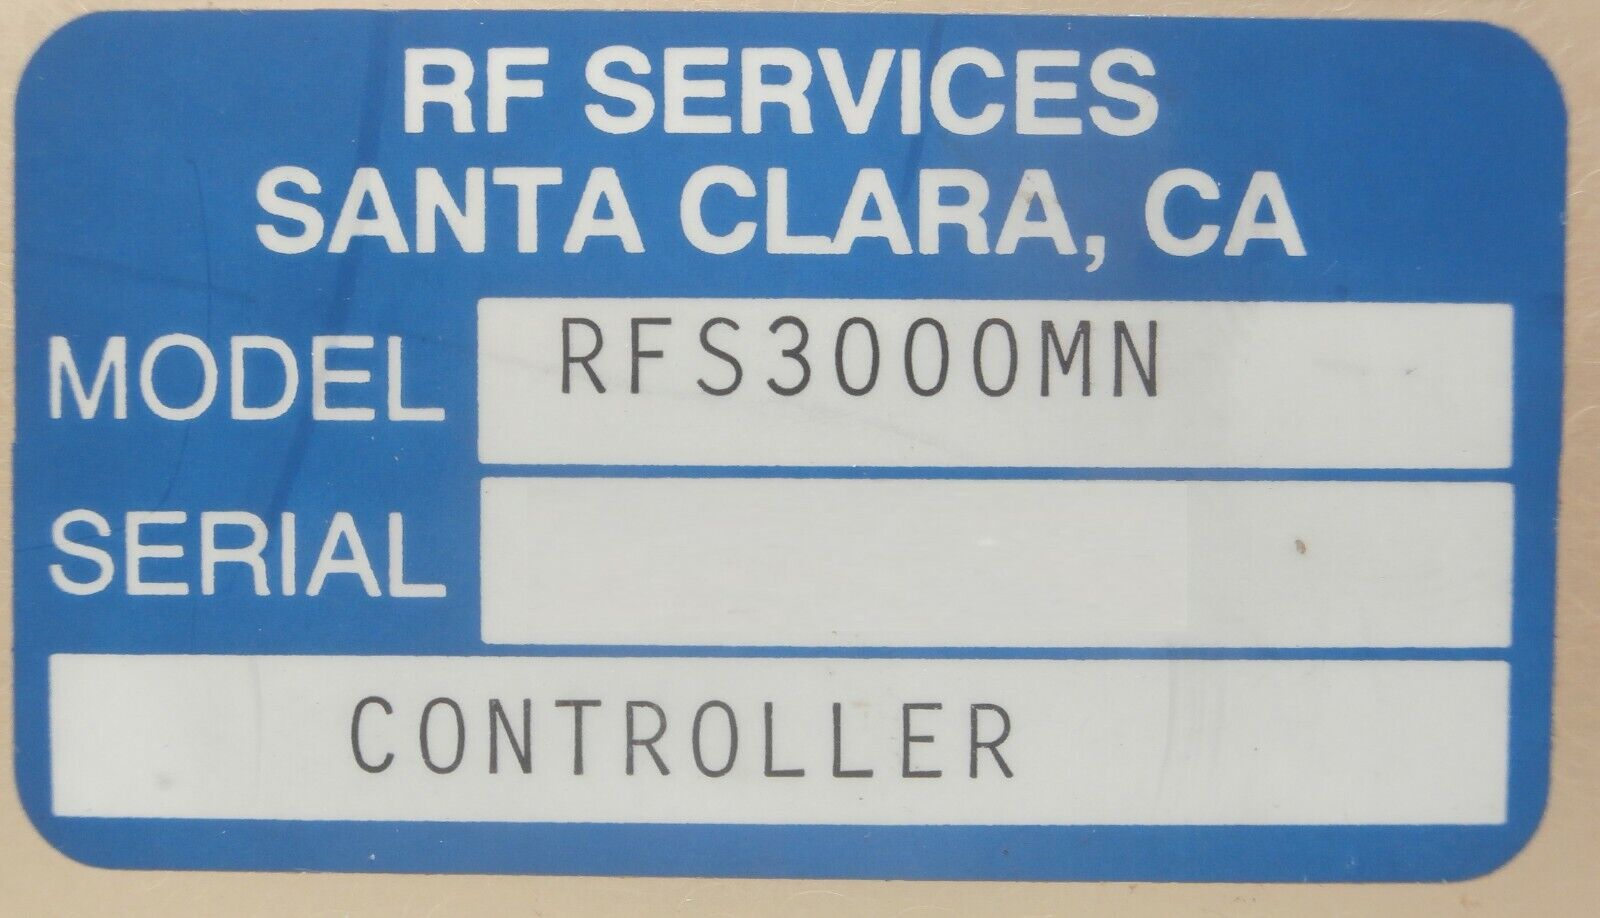 RF SERVICES
SANTA CLARA, CA
MODEL RFS3000MN
SERIAL
CONTROLLER